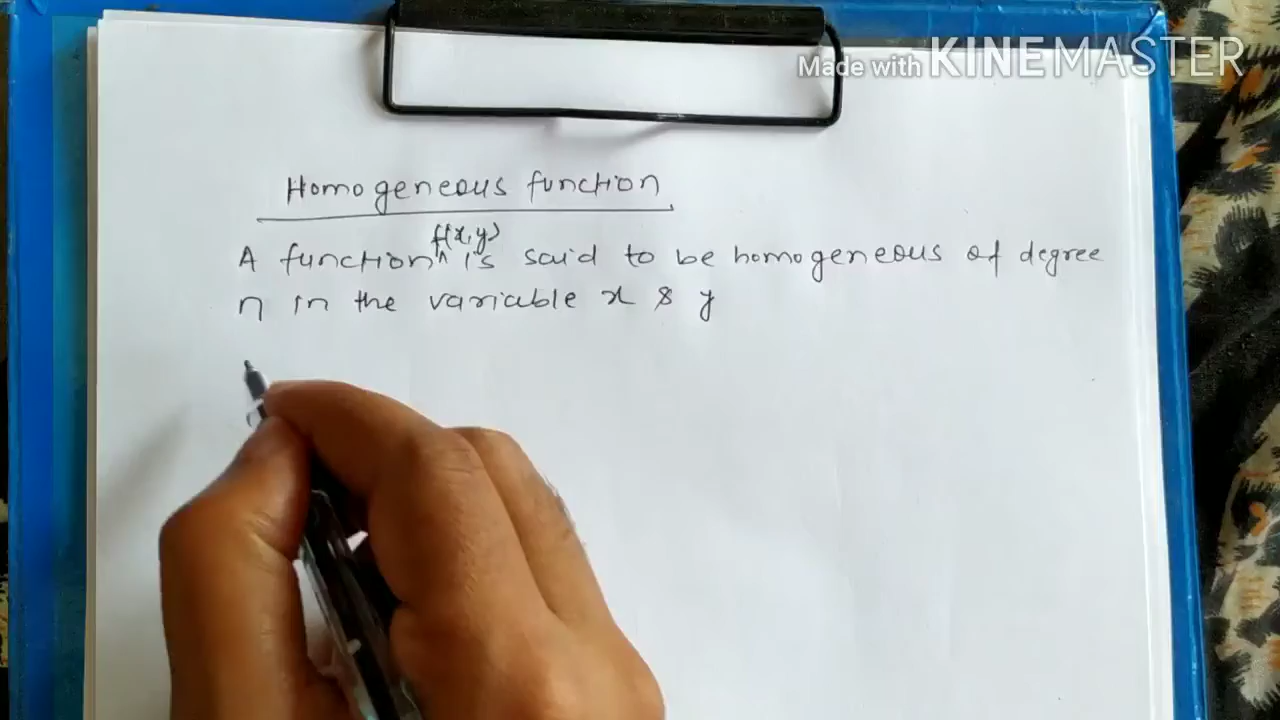 Made with KINEMASTER
Homogeneous function
A function f(x,y) is said to be homogeneous of degree
n in the variable x & y